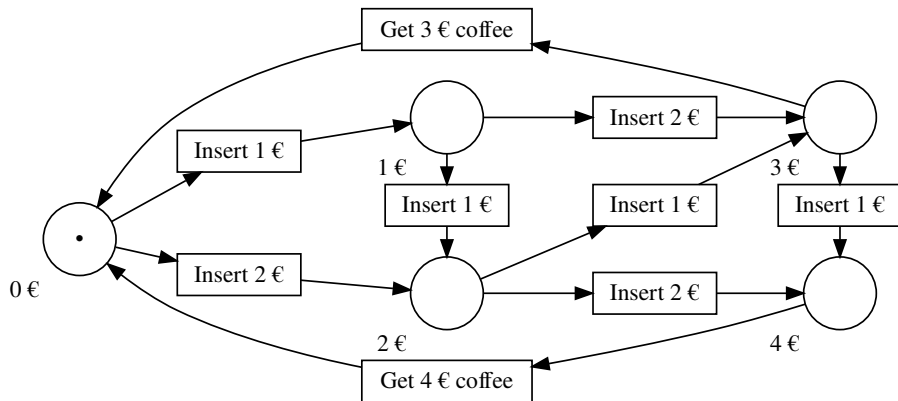 Get 3 € coffee
Insert 1 €
1 €
Insert 2 €
3 €
Insert 1 €
Insert 1 €
Insert 1 €
0 €
Insert 2 €
2 €
Insert 2 €
4 €
Get 4 € coffee